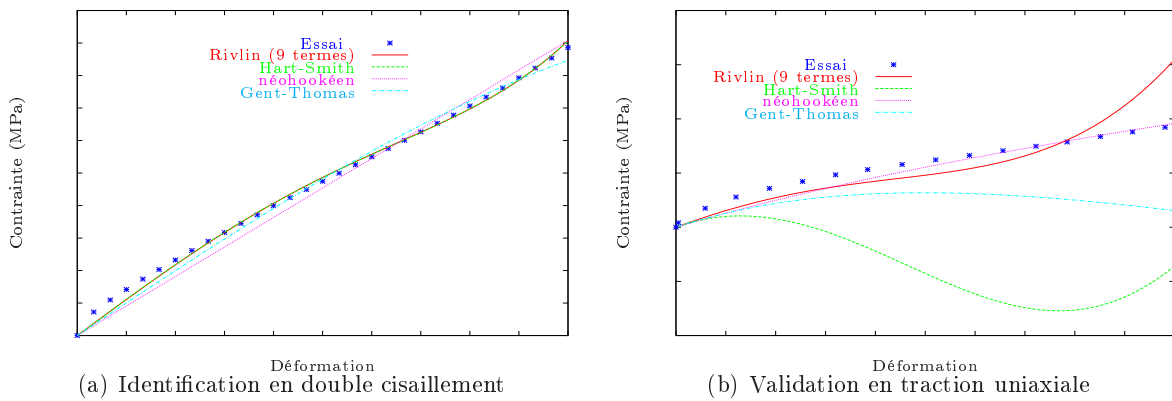 Contrainte (MPa)
Essai
Rivlin (9 termes)
Hart-Smith
néohookéen
Gent-Thomas
Déformation
(a) Identification en double cisaillement
Contrainte (MPa)
Essai
Rivlin (9 termes)
Hart-Smith
néohookéen
Gent-Thomas
Déformation
(b) Validation en traction uniaxiale